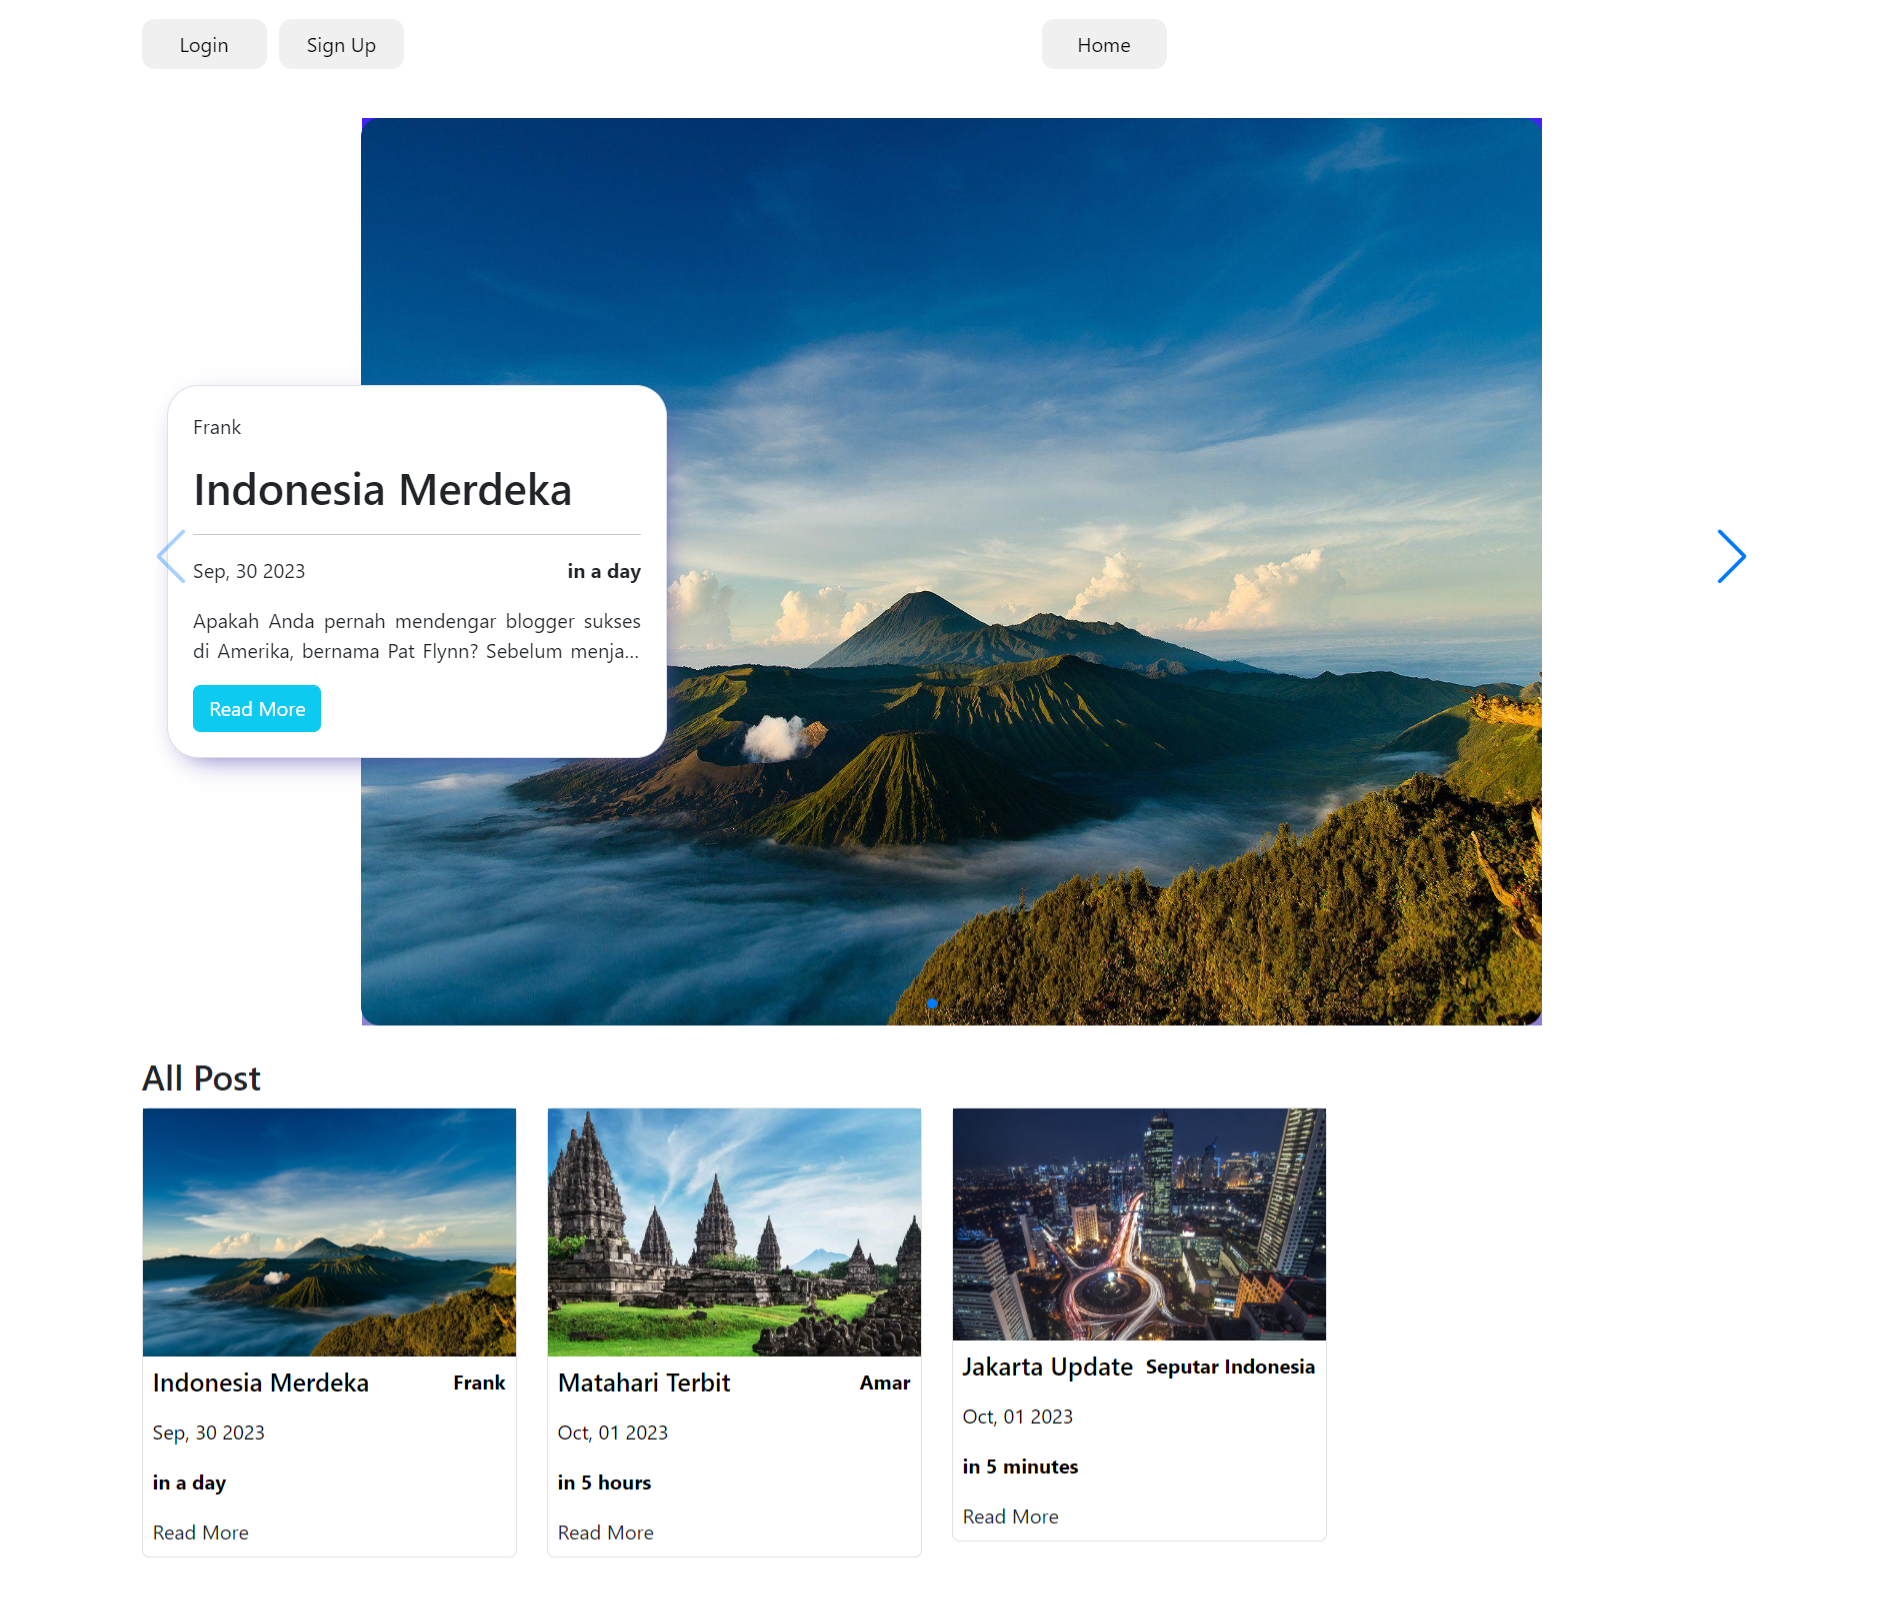 Login Sign Up Home
Frank
Indonesia Merdeka
Sep, 30 2023 in a day
Apakah Anda pernah mendengar blogger sukses
di Amerika, bernama Pat Flynn? Sebelum menja...
Read More
All Post
Indonesia Merdeka Frank
Sep, 30 2023
in a day
Read More
Matahari Terbit Amar
Oct, 01 2023
in 5 hours
Read More
Jakarta Update Seputar Indonesia
Oct, 01 2023
in 5 minutes
Read More